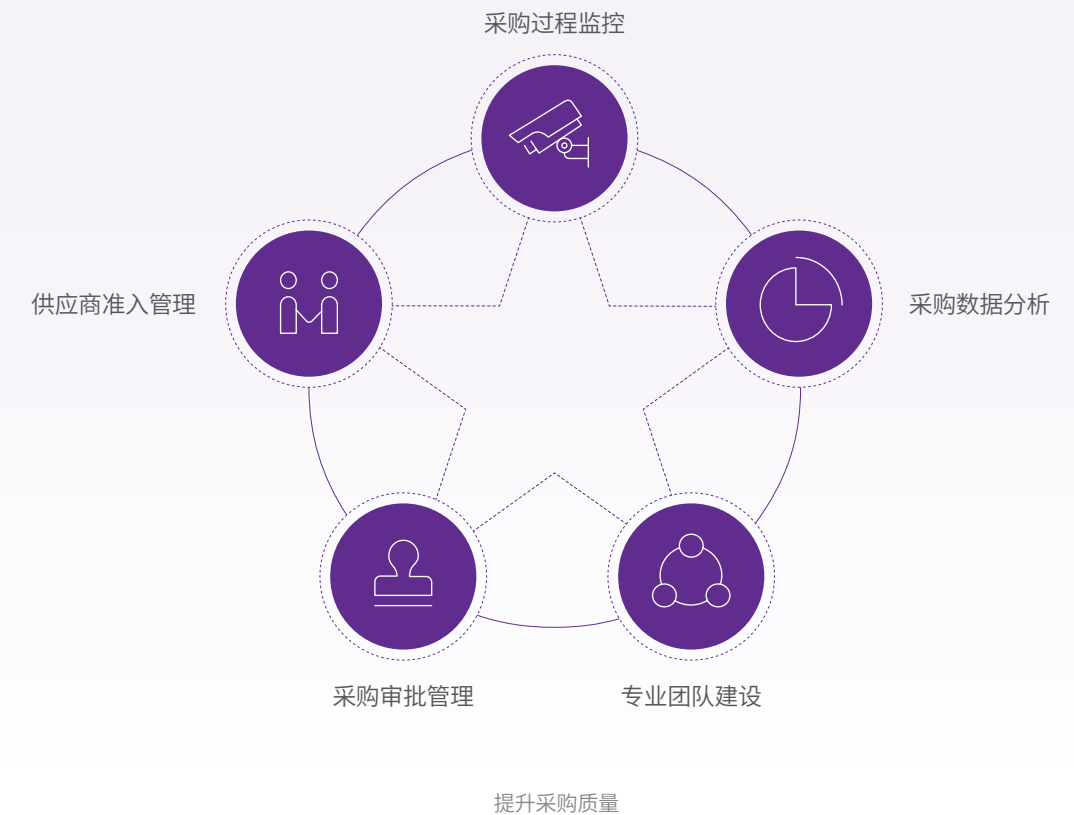 采购过程监控
供应商准入管理
采购数据分析
采购审批管理
专业团队建设
提升采购质量